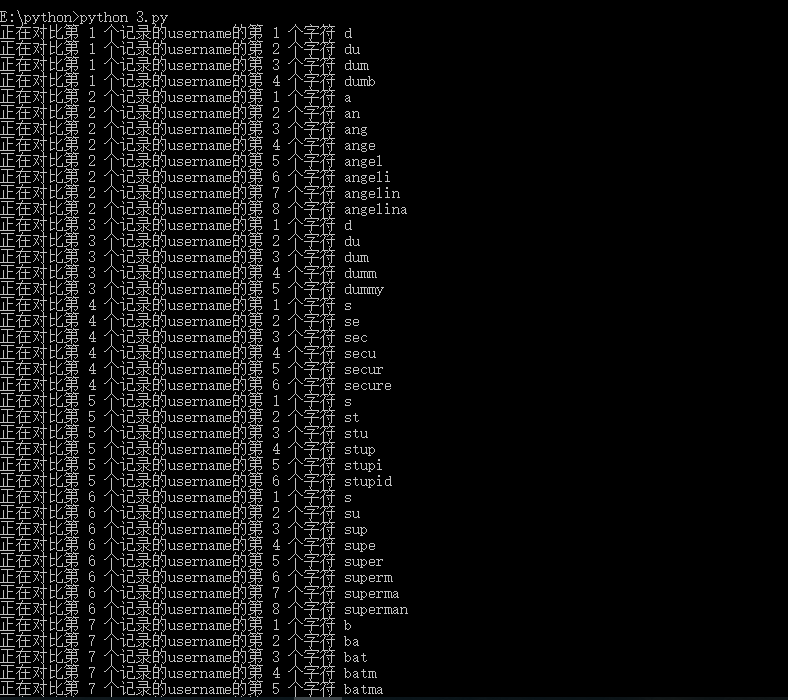 E:\python>python 3.py
正在对比第 1 个记录的username的第 1 个字符 d
正在对比第 1 个记录的username的第 2 个字符 du
正在对比第 1 个记录的username的第 3 个字符 dum
正在对比第 1 个记录的username的第 4 个字符 dumb
正在对比第 2 个记录的username的第 1 个字符 a
正在对比第 2 个记录的username的第 2 个字符 an
正在对比第 2 个记录的username的第 3 个字符 ang
正在对比第 2 个记录的username的第 4 个字符 ange
正在对比第 2 个记录的username的第 5 个字符 angel
正在对比第 2 个记录的username的第 6 个字符 angeli
正在对比第 2 个记录的username的第 7 个字符 angelin
正在对比第 2 个记录的username的第 8 个字符 angelina
正在对比第 3 个记录的username的第 1 个字符 d
正在对比第 3 个记录的username的第 2 个字符 du
正在对比第 3 个记录的username的第 3 个字符 dum
正在对比第 3 个记录的username的第 4 个字符 dumm
正在对比第 3 个记录的username的第 5 个字符 dummy
正在对比第 4 个记录的username的第 1 个字符 s
正在对比第 4 个记录的username的第 2 个字符 se
正在对比第 4 个记录的username的第 3 个字符 sec
正在对比第 4 个记录的username的第 4 个字符 secu
正在对比第 4 个记录的username的第 5 个字符 secur
正在对比第 4 个记录的username的第 6 个字符 secure
正在对比第 5 个记录的username的第 1 个字符 s
正在对比第 5 个记录的username的第 2 个字符 st
正在对比第 5 个记录的username的第 3 个字符 stu
正在对比第 5 个记录的username的第 4 个字符 stup
正在对比第 5 个记录的username的第 5 个字符 stupi
正在对比第 5 个记录的username的第 6 个字符 stupid
正在对比第 6 个记录的username的第 1 个字符 s
正在对比第 6 个记录的username的第 2 个字符 su
正在对比第 6 个记录的username的第 3 个字符 sup
正在对比第 6 个记录的username的第 4 个字符 supe
正在对比第 6 个记录的username的第 5 个字符 super
正在对比第 6 个记录的username的第 6 个字符 superm
正在对比第 6 个记录的username的第 7 个字符 superma
正在对比第 6 个记录的username的第 8 个字符 superman
正在对比第 7 个记录的username的第 1 个字符 b
正在对比第 7 个记录的username的第 2 个字符 ba
正在对比第 7 个记录的username的第 3 个字符 bat
正在对比第 7 个记录的username的第 4 个字符 batm
正在对比第 7 个记录的username的第 5 个字符 batma